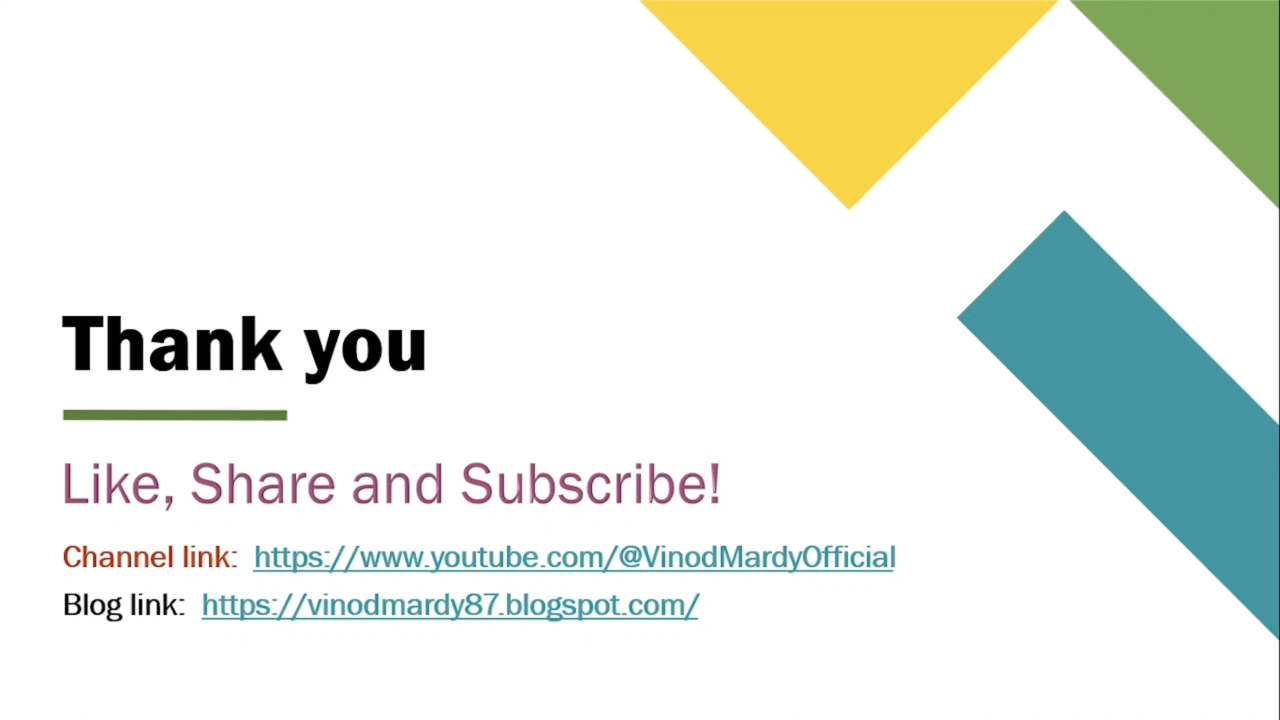 Thank you
Like, Share and Subscribe!
Channel link: https://www.youtube.com/@VinodMardyOfficial
Blog link: https://vinodmardy87.blogspot.com/